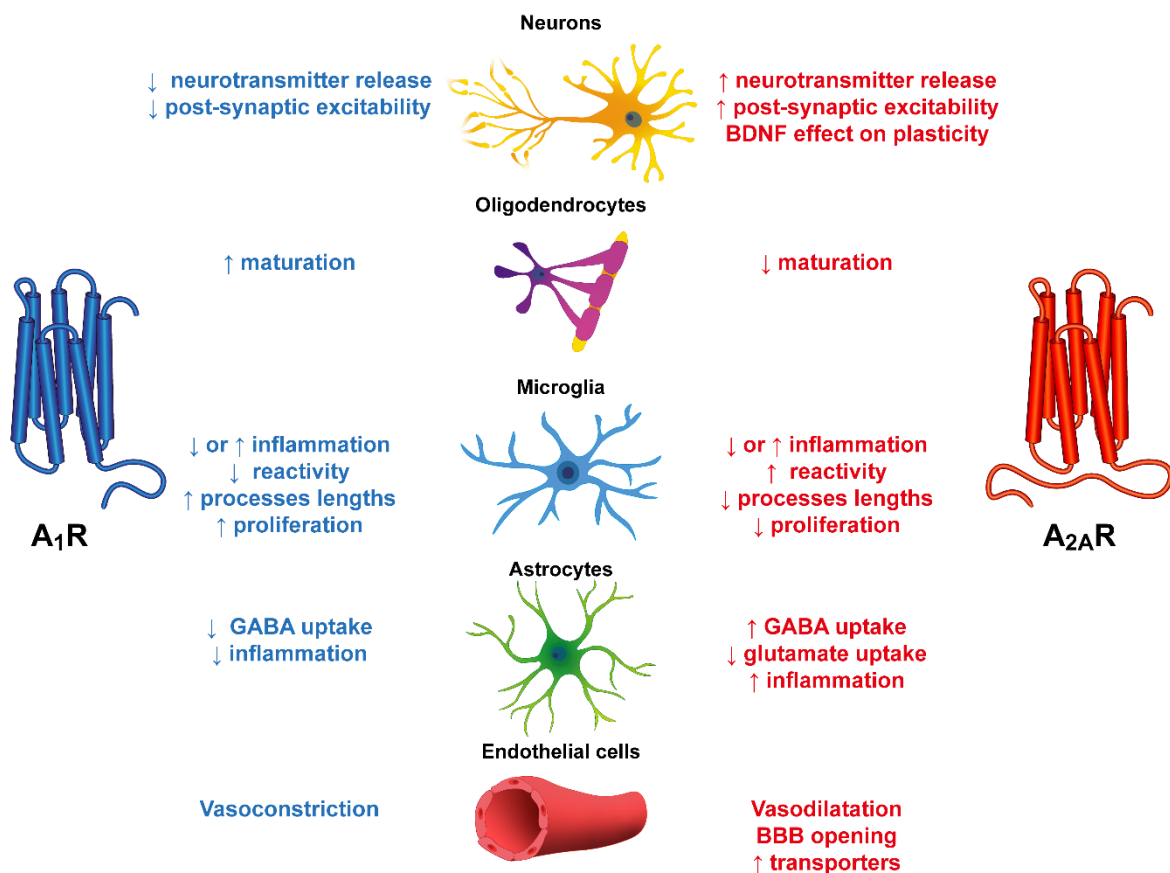 Neurons
↓ neurotransmitter release
↓ post-synaptic excitability
↑ neurotransmitter release
↑ post-synaptic excitability
BDNF effect on plasticity
Oligodendrocytes
↑ maturation
↓ maturation
Microglia
↓ or ↑ inflammation
↓ reactivity
↑ processes lengths
↑ proliferation
↓ or ↑ inflammation
↑ reactivity
↓ processes lengths
↓ proliferation
A₁R
A₂ₐR
Astrocytes
↓ GABA uptake
↓ inflammation
↑ GABA uptake
↓ glutamate uptake
↑ inflammation
Endothelial cells
Vasoconstriction
Vasodilatation
BBB opening
↑ transporters